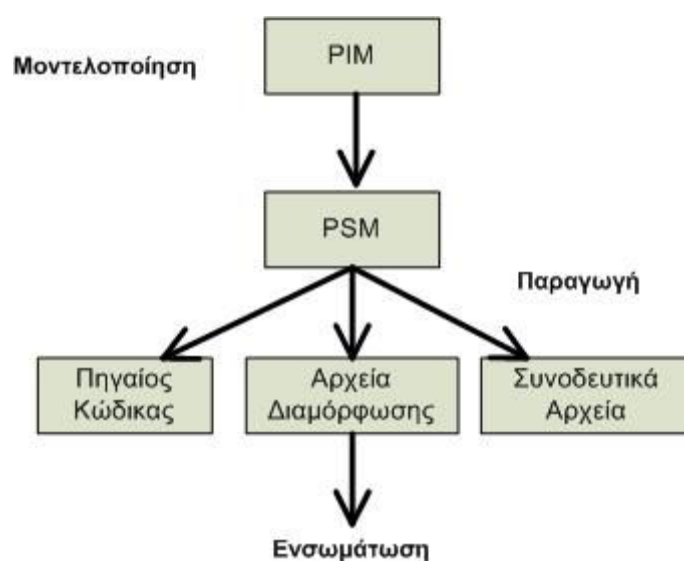 Μοντελοποίηση
PIM
PSM
Παραγωγή
Πηγαίος
Κώδικας
Αρχεία
Διαμόρφωσης
Συνοδευτικά
Αρχεία
Ενσωμάτωση